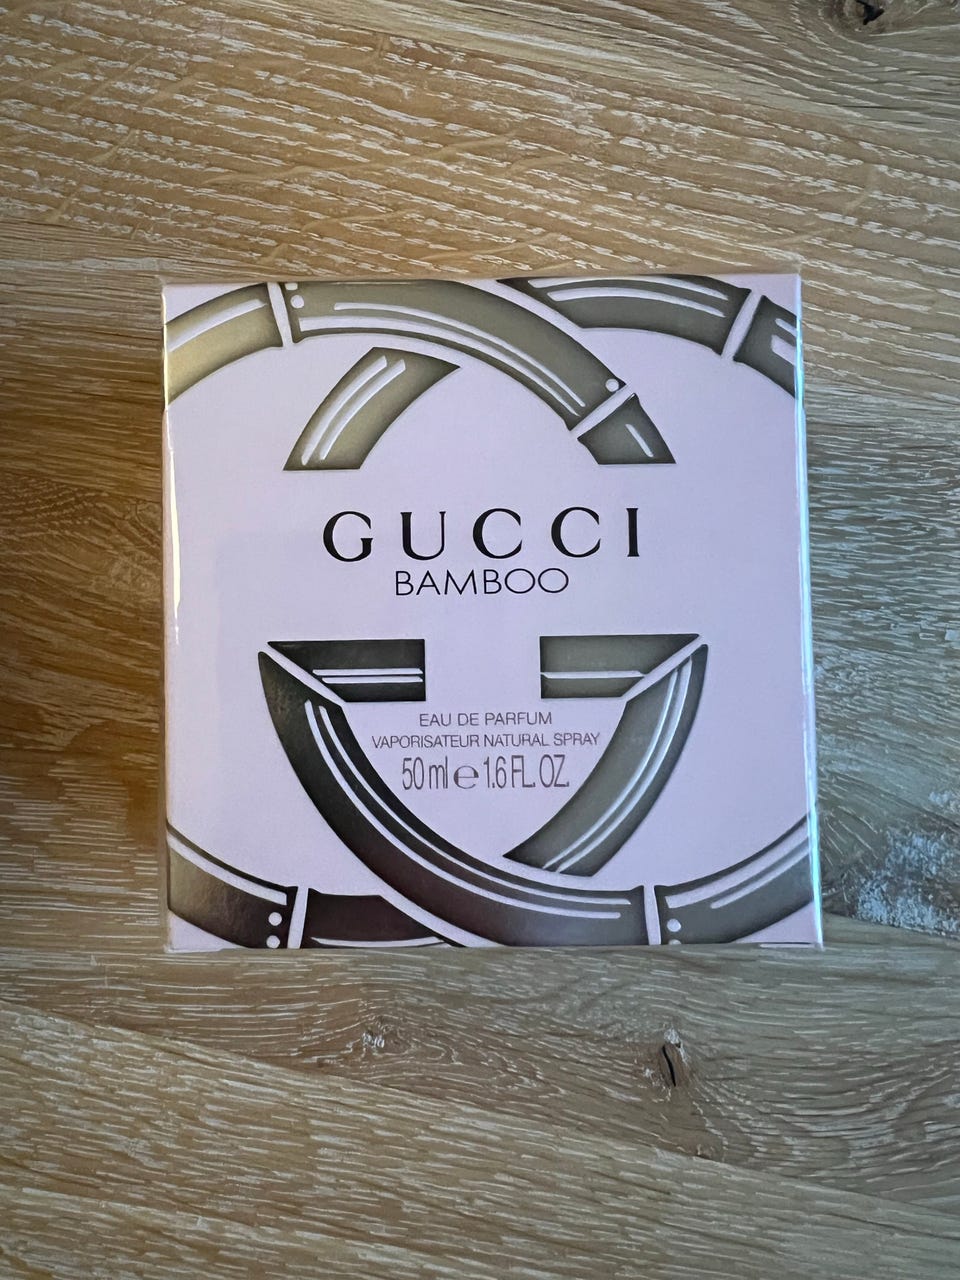 GUCCI
BAMBOO
EAU DE PARFUM
VAPORISATEUR NATURAL SPRAY
50 ml ℮ 1.6 FL. OZ.